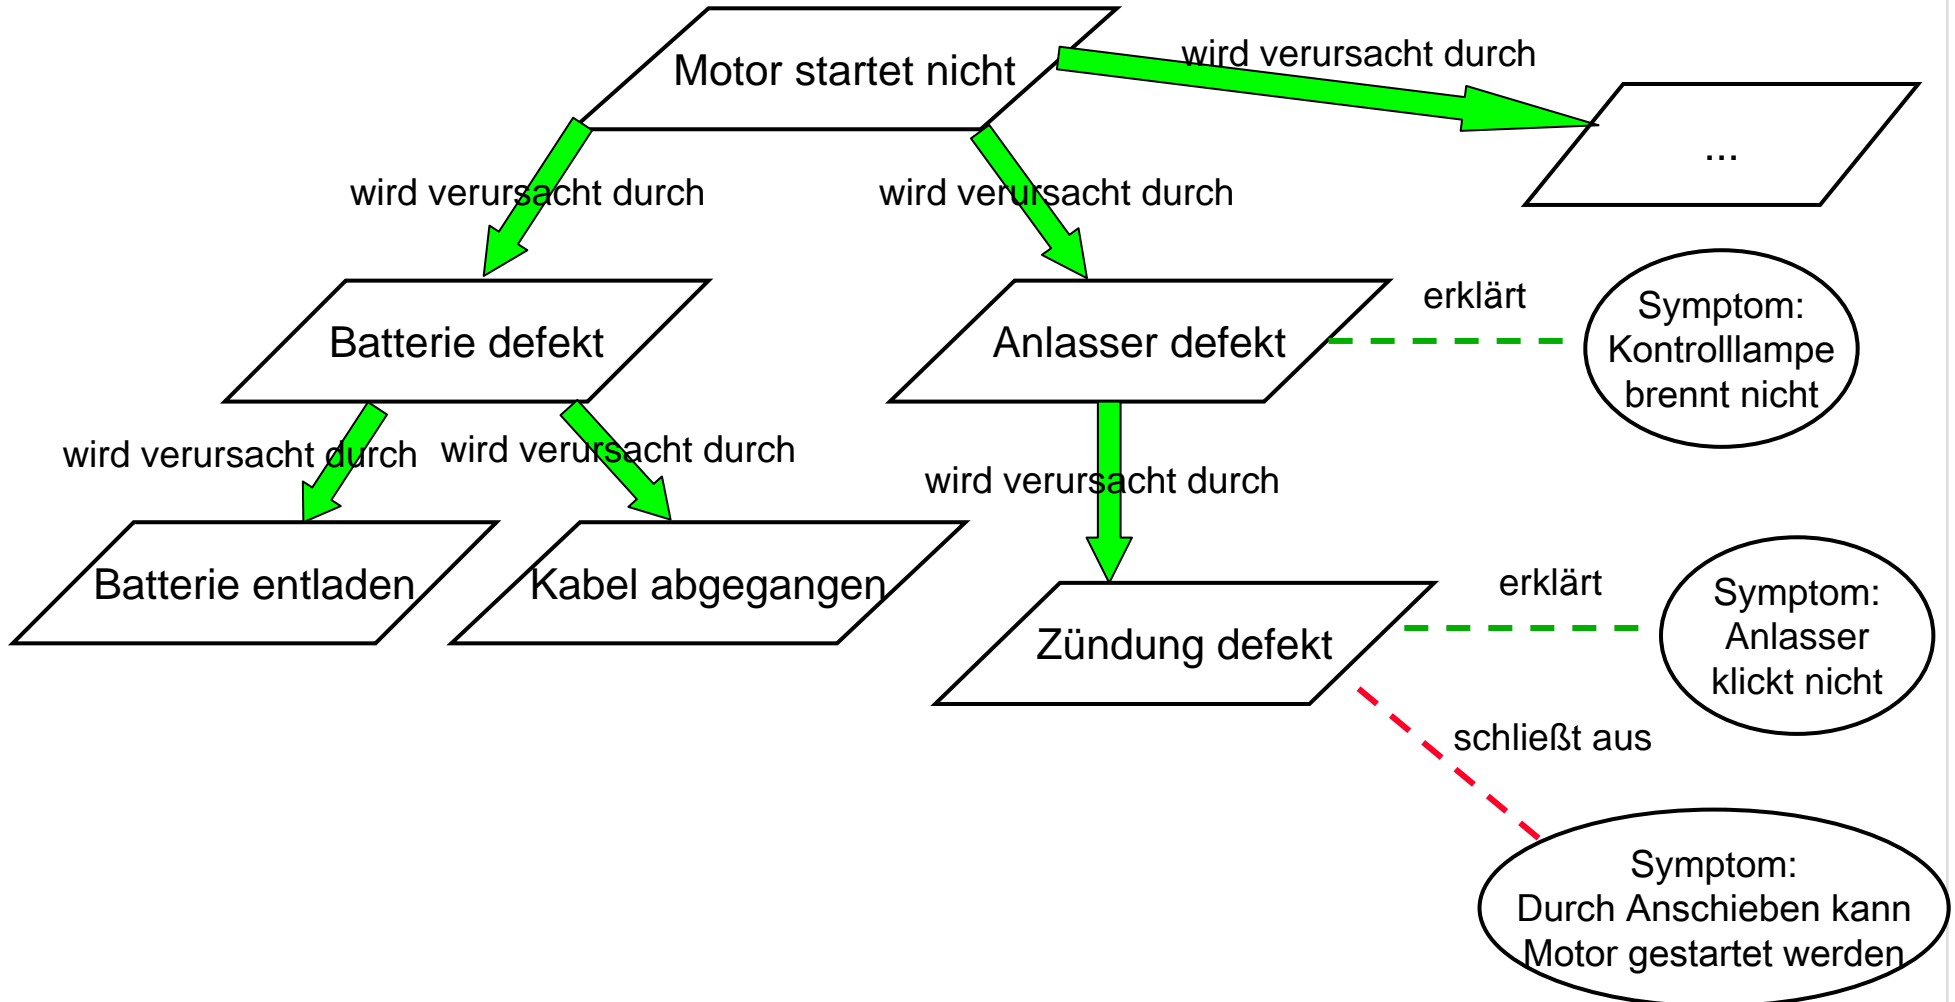 wird verursacht durch
Motor startet nicht
...
wird verursacht durch
wird verursacht durch
erklärt
Symptom:
Kontrolllampe
brennt nicht
Batterie defekt
Anlasser defekt
wird verursacht durch
wird verursacht durch
wird verursacht durch
Batterie entladen
Kabel abgegangen
Zündung defekt
erklärt
Symptom:
Anlasser
klickt nicht
schließt aus
Symptom:
Durch Anschieben kann
Motor gestartet werden